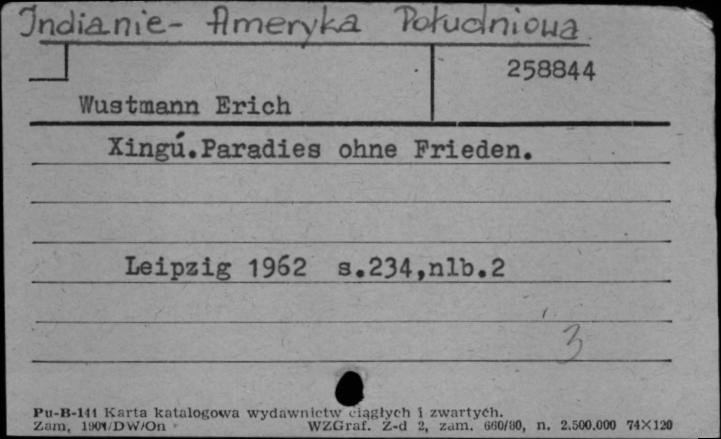 Indianie- Ameryka Południowa
258844
Wustmann Erich
Xingú.Paradies ohne Frieden.
Leipzig 1962 s.234,nlb.2
3
Pu-B-141 Karta katalogowa wydawnictw ciągłych i zwartych.
Zam, DW/On WZGraf. Z-d 2, zam. 660/80, n. 2.500.000 74×120